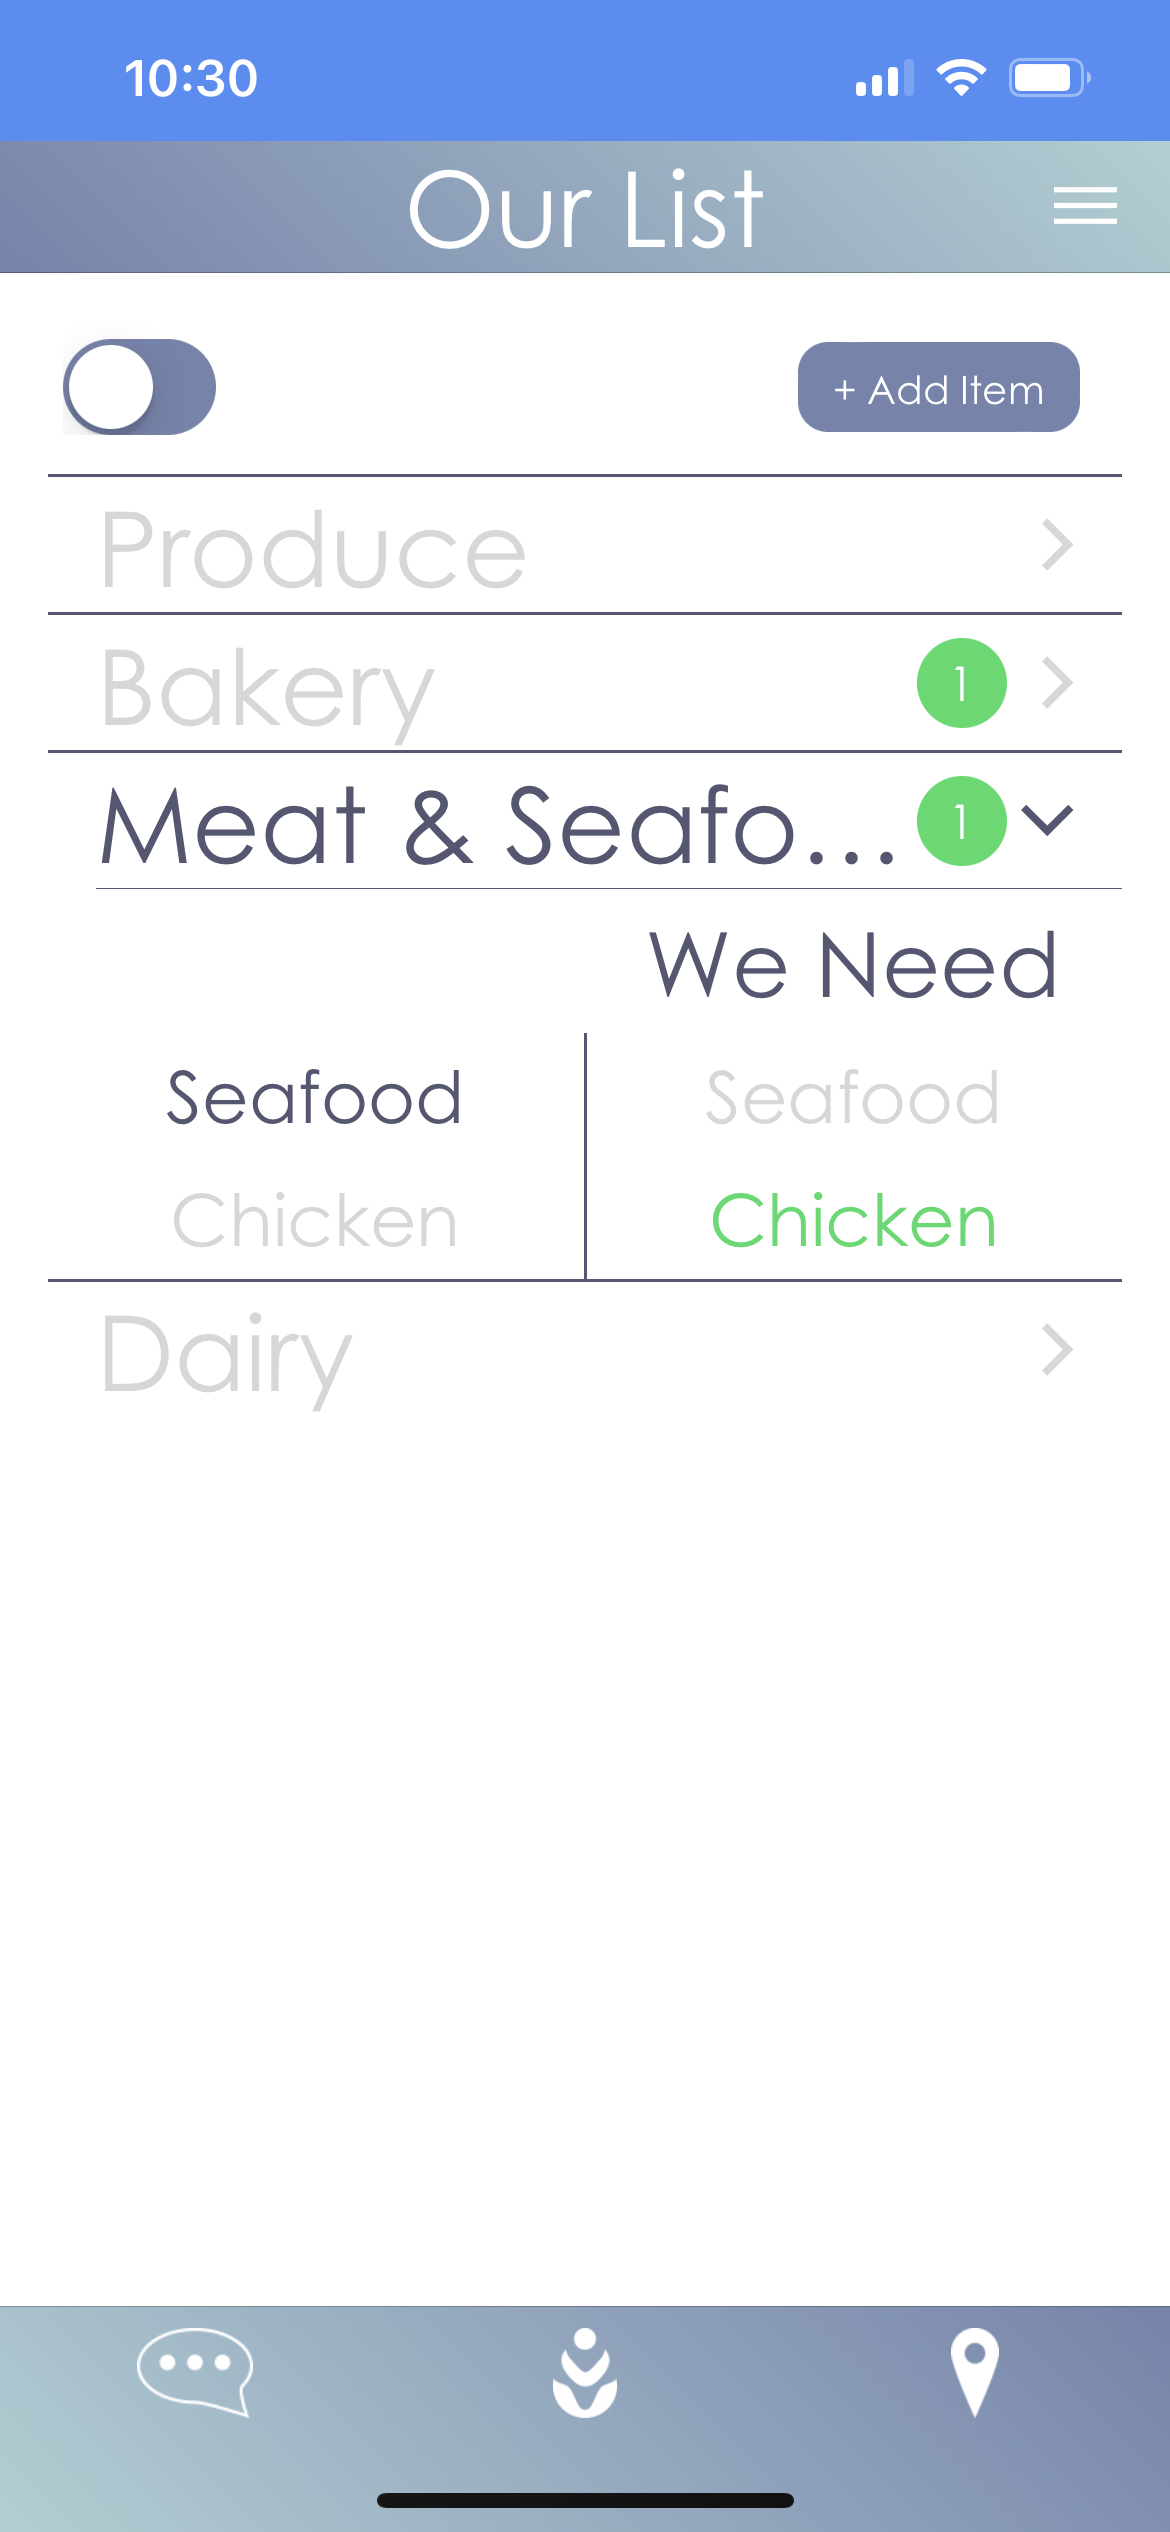 10:30
Our List
+ Add Item
Produce
Bakery 1
Meat & Seafo... 1
We Need
Seafood Seafood
Chicken Chicken
Dairy